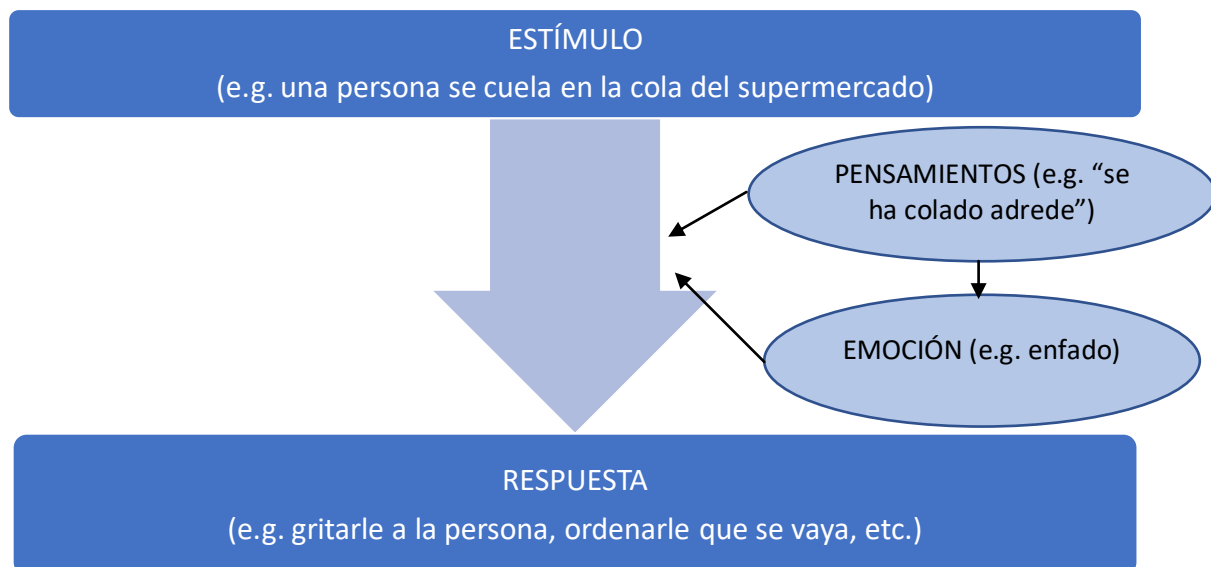 ESTÍMULO
(e.g. una persona se cuela en la cola del supermercado)
PENSAMIENTOS (e.g. “se
ha colado adrede”)
EMOCIÓN (e.g. enfado)
RESPUESTA
(e.g. gritarle a la persona, ordenarle que se vaya, etc.)